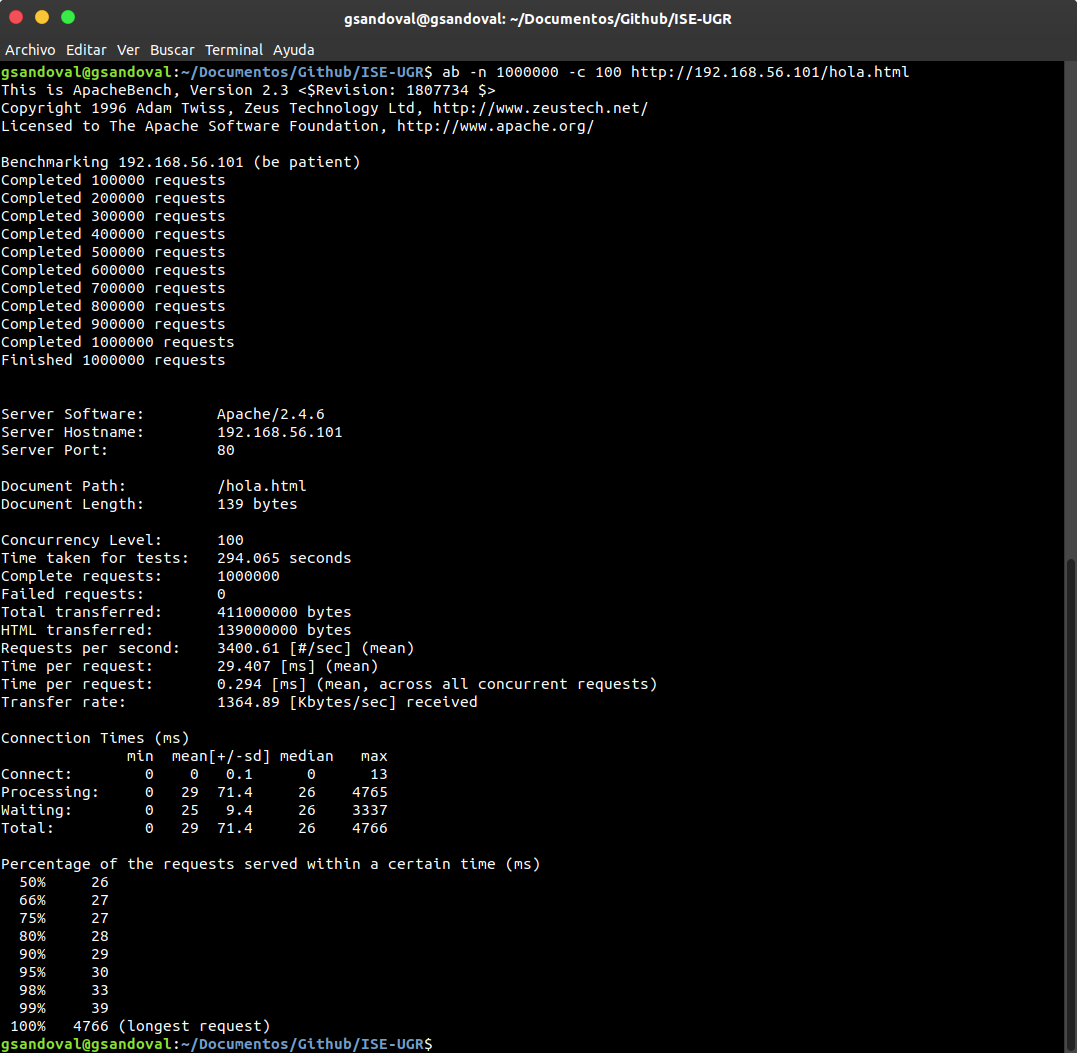 gsandoval@gsandoval: ~/Documentos/Github/ISE-UGR
Archivo Editar Ver Buscar Terminal Ayuda
gsandoval@gsandoval:~/Documentos/Github/ISE-UGR$ ab -n 1000000 -c 100 http://192.168.56.101/hola.html
This is ApacheBench, Version 2.3 <$Revision: 1807734 $>
Copyright 1996 Adam Twiss, Zeus Technology Ltd, http://www.zeustech.net/
Licensed to The Apache Software Foundation, http://www.apache.org/

Benchmarking 192.168.56.101 (be patient)
Completed 100000 requests
Completed 200000 requests
Completed 300000 requests
Completed 400000 requests
Completed 500000 requests
Completed 600000 requests
Completed 700000 requests
Completed 800000 requests
Completed 900000 requests
Completed 1000000 requests
Finished 1000000 requests


Server Software:        Apache/2.4.6
Server Hostname:        192.168.56.101
Server Port:            80

Document Path:          /hola.html
Document Length:        139 bytes

Concurrency Level:      100
Time taken for tests:   294.065 seconds
Complete requests:      1000000
Failed requests:        0
Total transferred:      411000000 bytes
HTML transferred:       139000000 bytes
Requests per second:    3400.61 [#/sec] (mean)
Time per request:       29.407 [ms] (mean)
Time per request:       0.294 [ms] (mean, across all concurrent requests)
Transfer rate:          1364.89 [Kbytes/sec] received

Connection Times (ms)
              min  mean[+/-sd] median   max
Connect:        0    0   0.1      0      13
Processing:     0   29  71.4     26    4765
Waiting:        0   25   9.4     26    3337
Total:          0   29  71.4     26    4766

Percentage of the requests served within a certain time (ms)
  50%     26
  66%     27
  75%     27
  80%     28
  90%     29
  95%     30
  98%     33
  99%     39
 100%   4766 (longest request)
gsandoval@gsandoval:~/Documentos/Github/ISE-UGR$